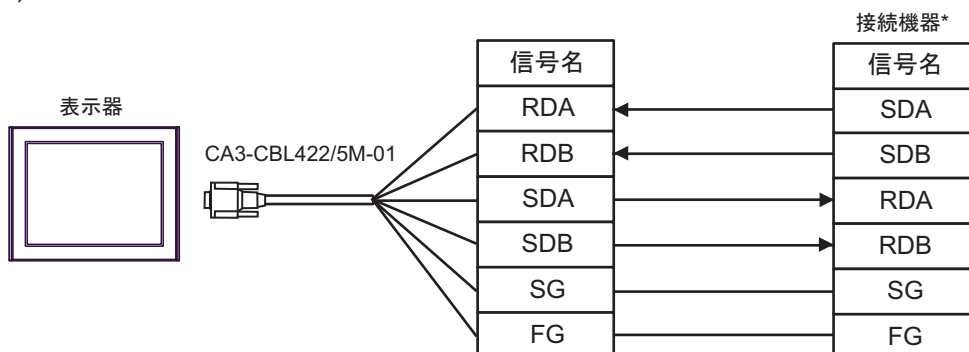 接続機器*
信号名 信号名
表示器
RDA SDA
CA3-CBL422/5M-01
RDB SDB
SDA RDA
SDB RDB
SG SG
FG FG